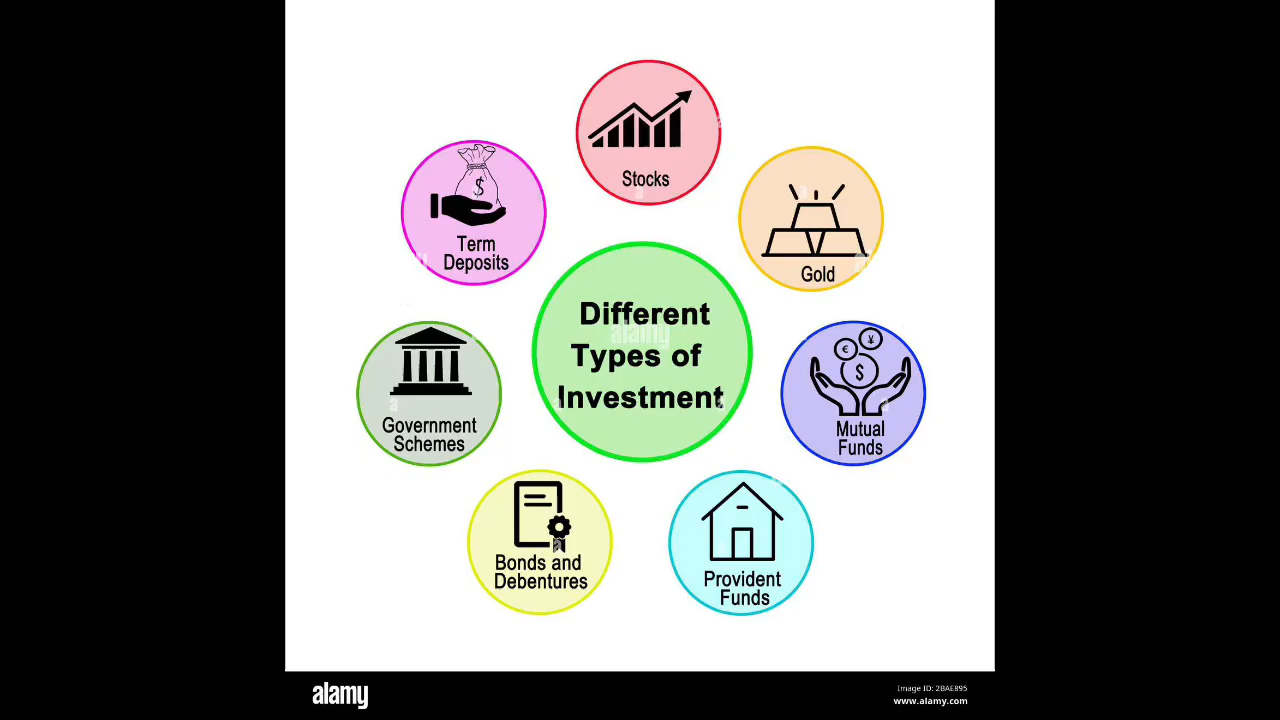 Stocks
Term
Deposits
Gold
Different
Types of
Investment
Government
Schemes
Mutual
Funds
Bonds and
Debentures
Provident
Funds
alamy
alamy
Image ID: 2BAE895
www.alamy.com